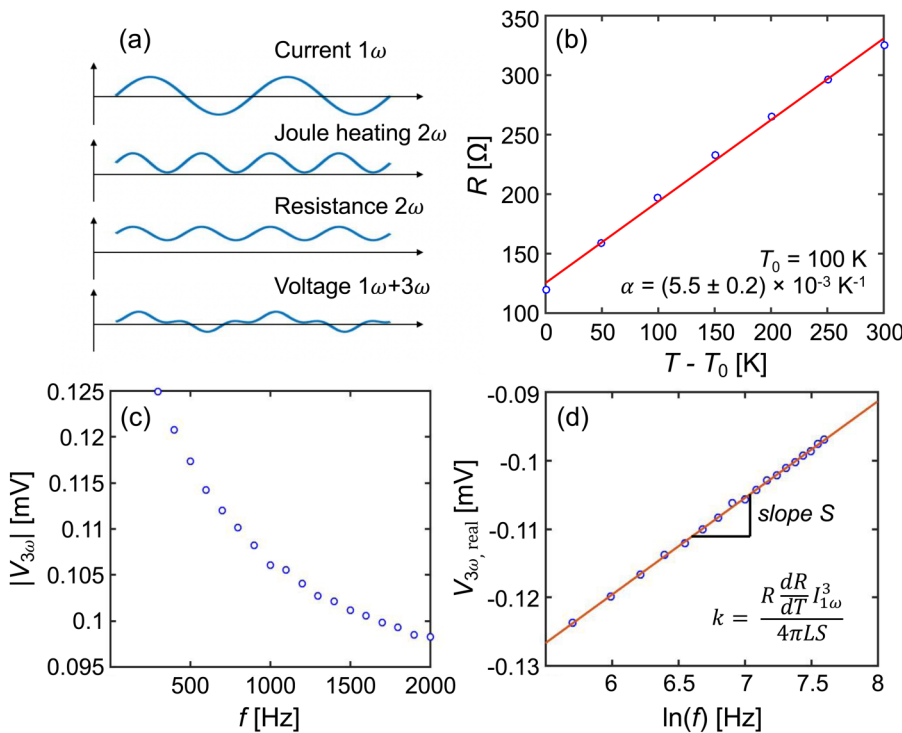 (a)
Current 1ω
Joule heating 2ω
Resistance 2ω
Voltage 1ω+3ω
(b)
R [Ω]
350
300
250
200
150
100
T₀ = 100 K
α = (5.5 ± 0.2) × 10⁻³ K⁻¹
0 50 100 150 200 250 300
T - T₀ [K]
(c)
|V₃ω| [mV]
0.125
0.12
0.115
0.11
0.105
0.1
0.095
500 1000 1500 2000
f [Hz]
(d)
V₃ω, real [mV]
-0.09
-0.1
-0.11
-0.12
-0.13
slope S
k = R dR/dT I³₁ω / 4πLS
6 6.5 7 7.5 8
ln(f) [Hz]